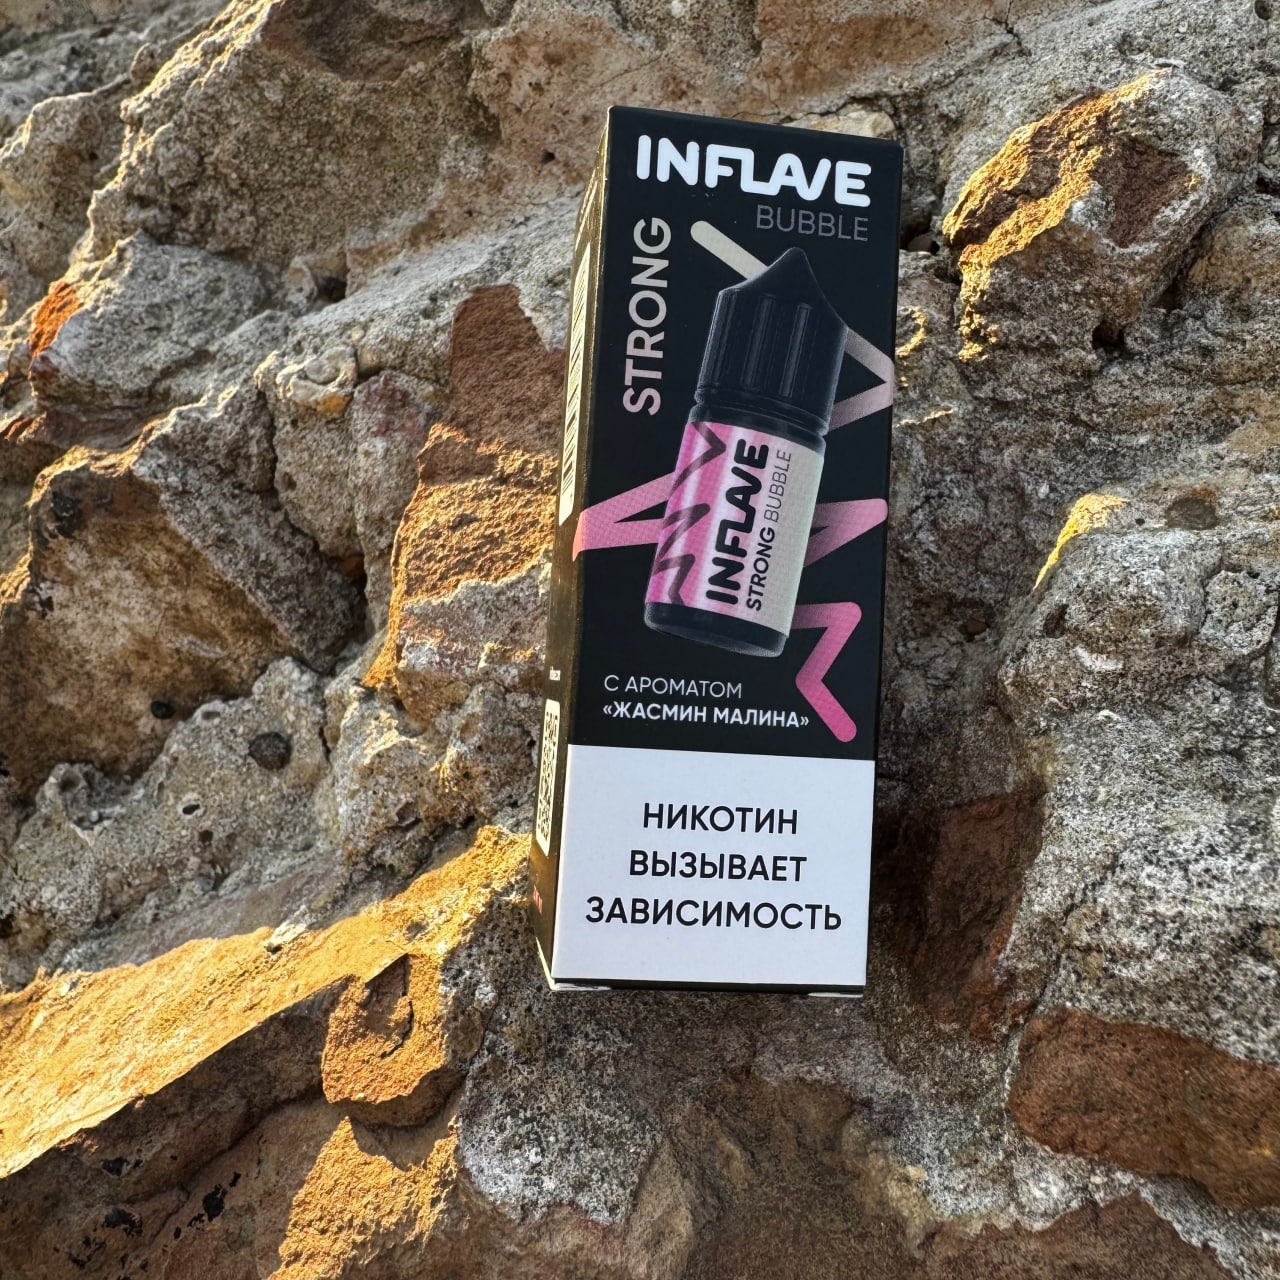 INFLAVE
BUBBLE
STRONG
INFLAVE
STRONG BUBBLE
С АРОМАТОМ
«ЖАСМИН МАЛИНА»
НИКОТИН
ВЫЗЫВАЕТ
ЗАВИСИМОСТЬ